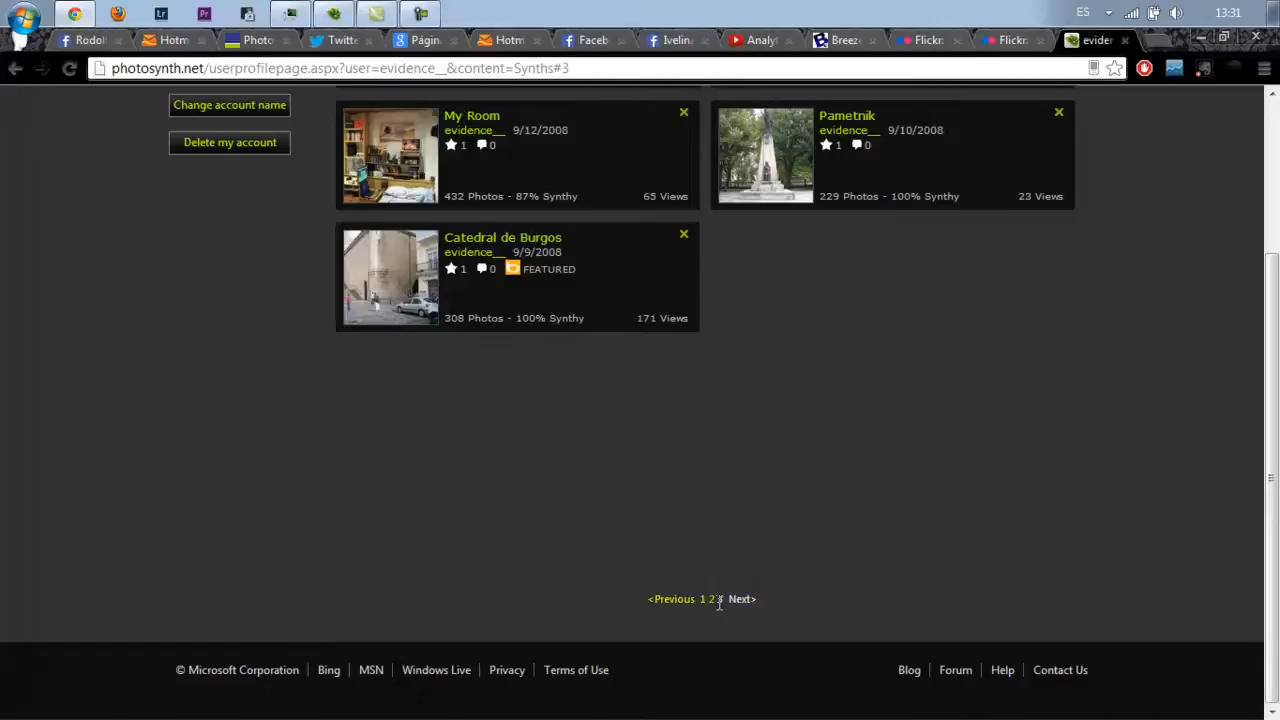 ES 13:31
Rodol Hotm Photo Twitte Págin Hotm Faceb Ivelin Analyt Breeze Flickr: Flickr: eviden
photosynth.net/userprofilepage.aspx?user=evidence__&content=Synths#3
Change account name
Delete my account
My Room
evidence__ 9/12/2008
1 0
432 Photos - 87% Synthy 65 Views
Pametnik
evidence__ 9/10/2008
1 0
229 Photos - 100% Synthy 23 Views
Catedral de Burgos
evidence__ 9/9/2008
1 0 FEATURED
308 Photos - 100% Synthy 171 Views
<Previous 1 2 3 Next>
© Microsoft Corporation Bing MSN Windows Live Privacy Terms of Use Blog Forum Help Contact Us